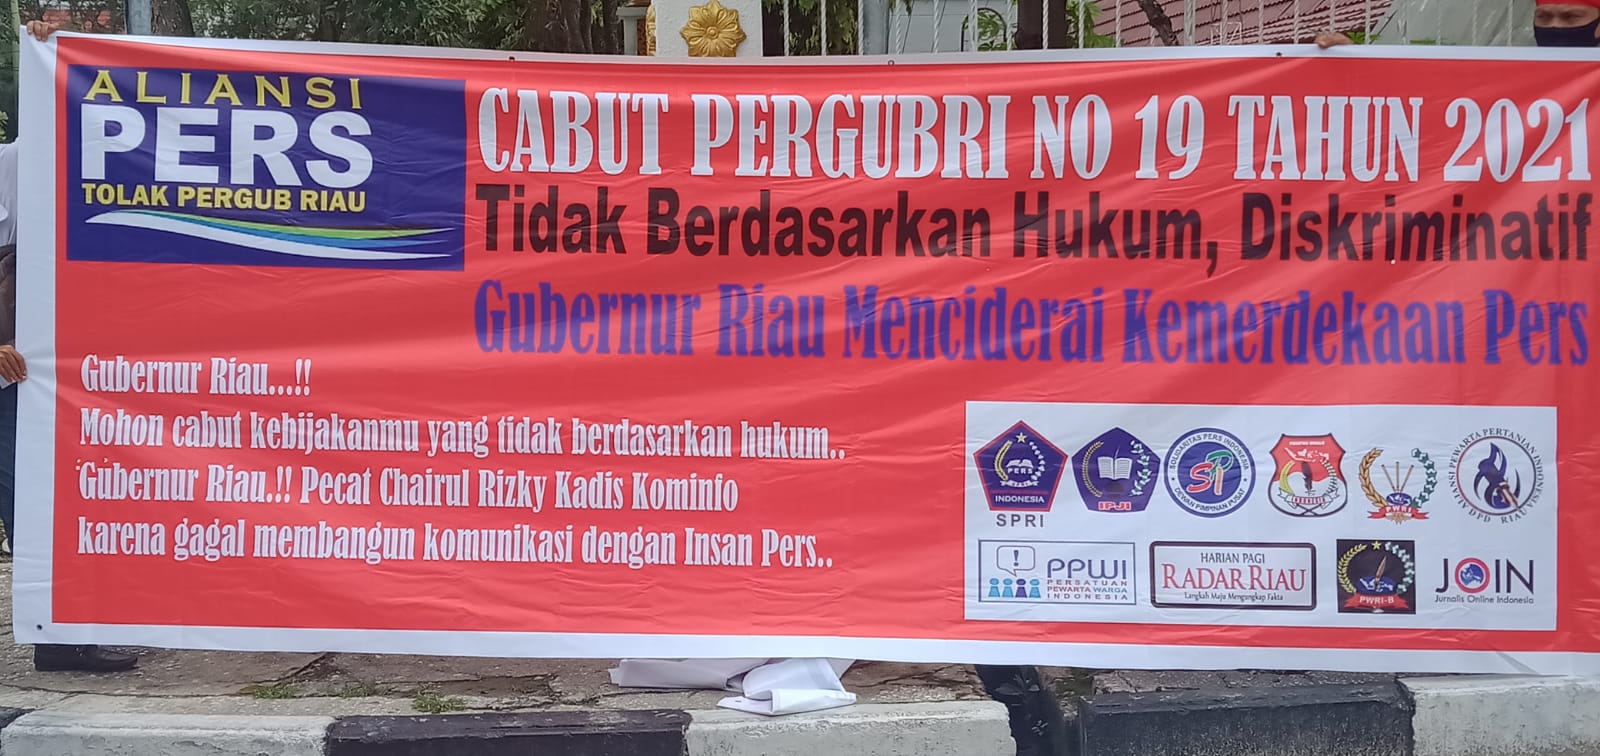 ALIANSI
PERS
TOLAK PERGUB RIAU
CABUT PERGUBRI NO 19 TAHUN 2021
Tidak Berdasarkan Hukum, Diskriminatif
Gubernur Riau Menciderai Kemerdekaan Pers
Gubernur Riau...!!
Mohon cabut kebijakanmu yang tidak berdasarkan hukum..
Gubernur Riau.!! Pecat Chairul Rizky Kadis Kominfo
karena gagal membangun komunikasi dengan Insan Pers..
PERS
SPRI
INDONESIA
SPRI
IPJI
SOLIDARITAS PERS INDONESIA
SPI
DEWAN PIMPINAN PUSAT
INDONESIA
PWRI
ALIANSI PEWARTA PERTANIAN INDONESIA
DPD RIAU
PPWI
PERSATUAN
PEWARTA WARGA
INDONESIA
HARIAN PAGI
RADAR RIAU
Langkah Maju Mengungkap Fakta
PWRI-B
JOIN
Jurnalis Online Indonesia